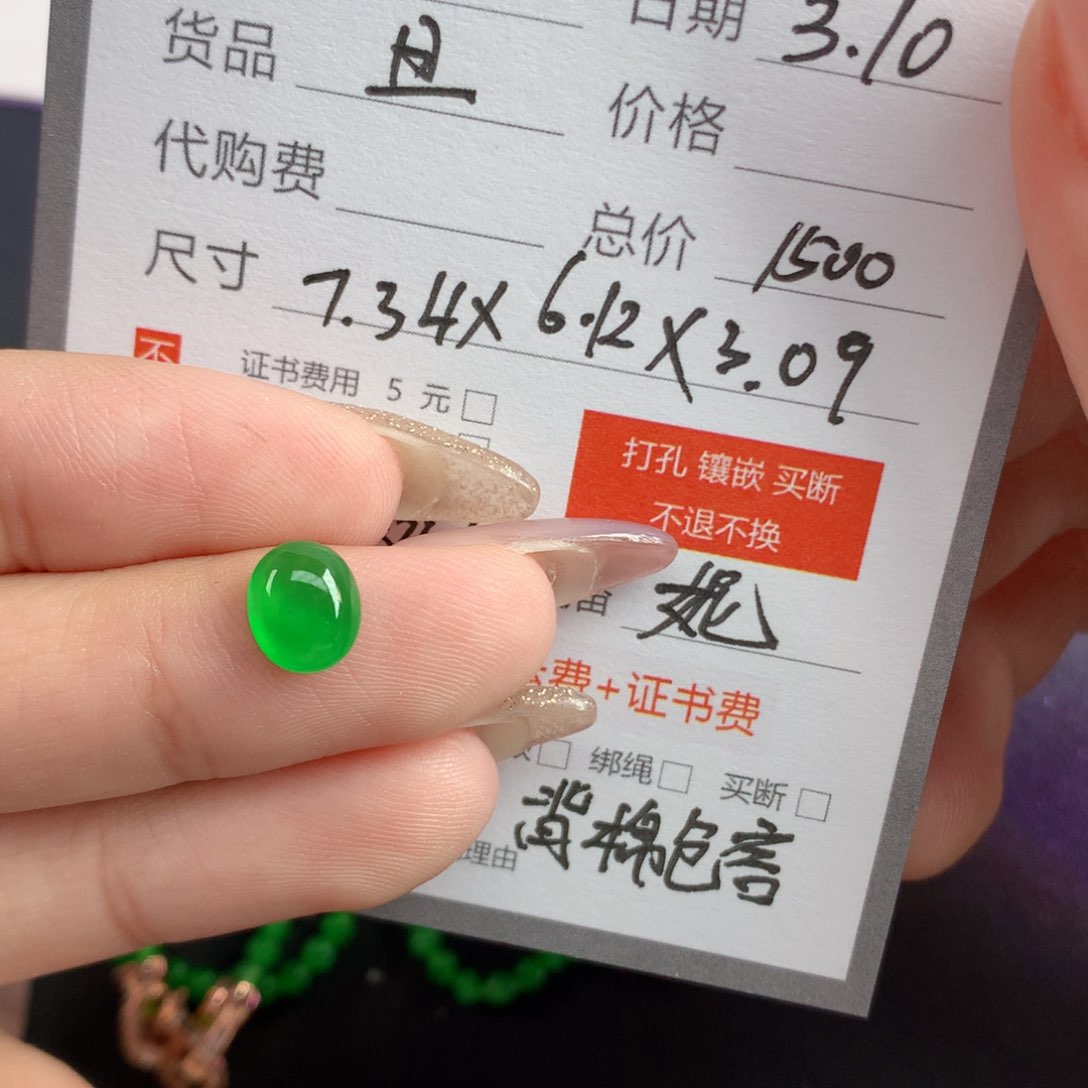 货品 旦 日期 3.10
代购费 价格
尺寸 7.34X6.12X3.09 总价 1500
不
证书费用 5 元□
打孔 镶嵌 买断
不退不换
妮
费+证书费
□ 绑绳□ 买断□
理由 背棉包言